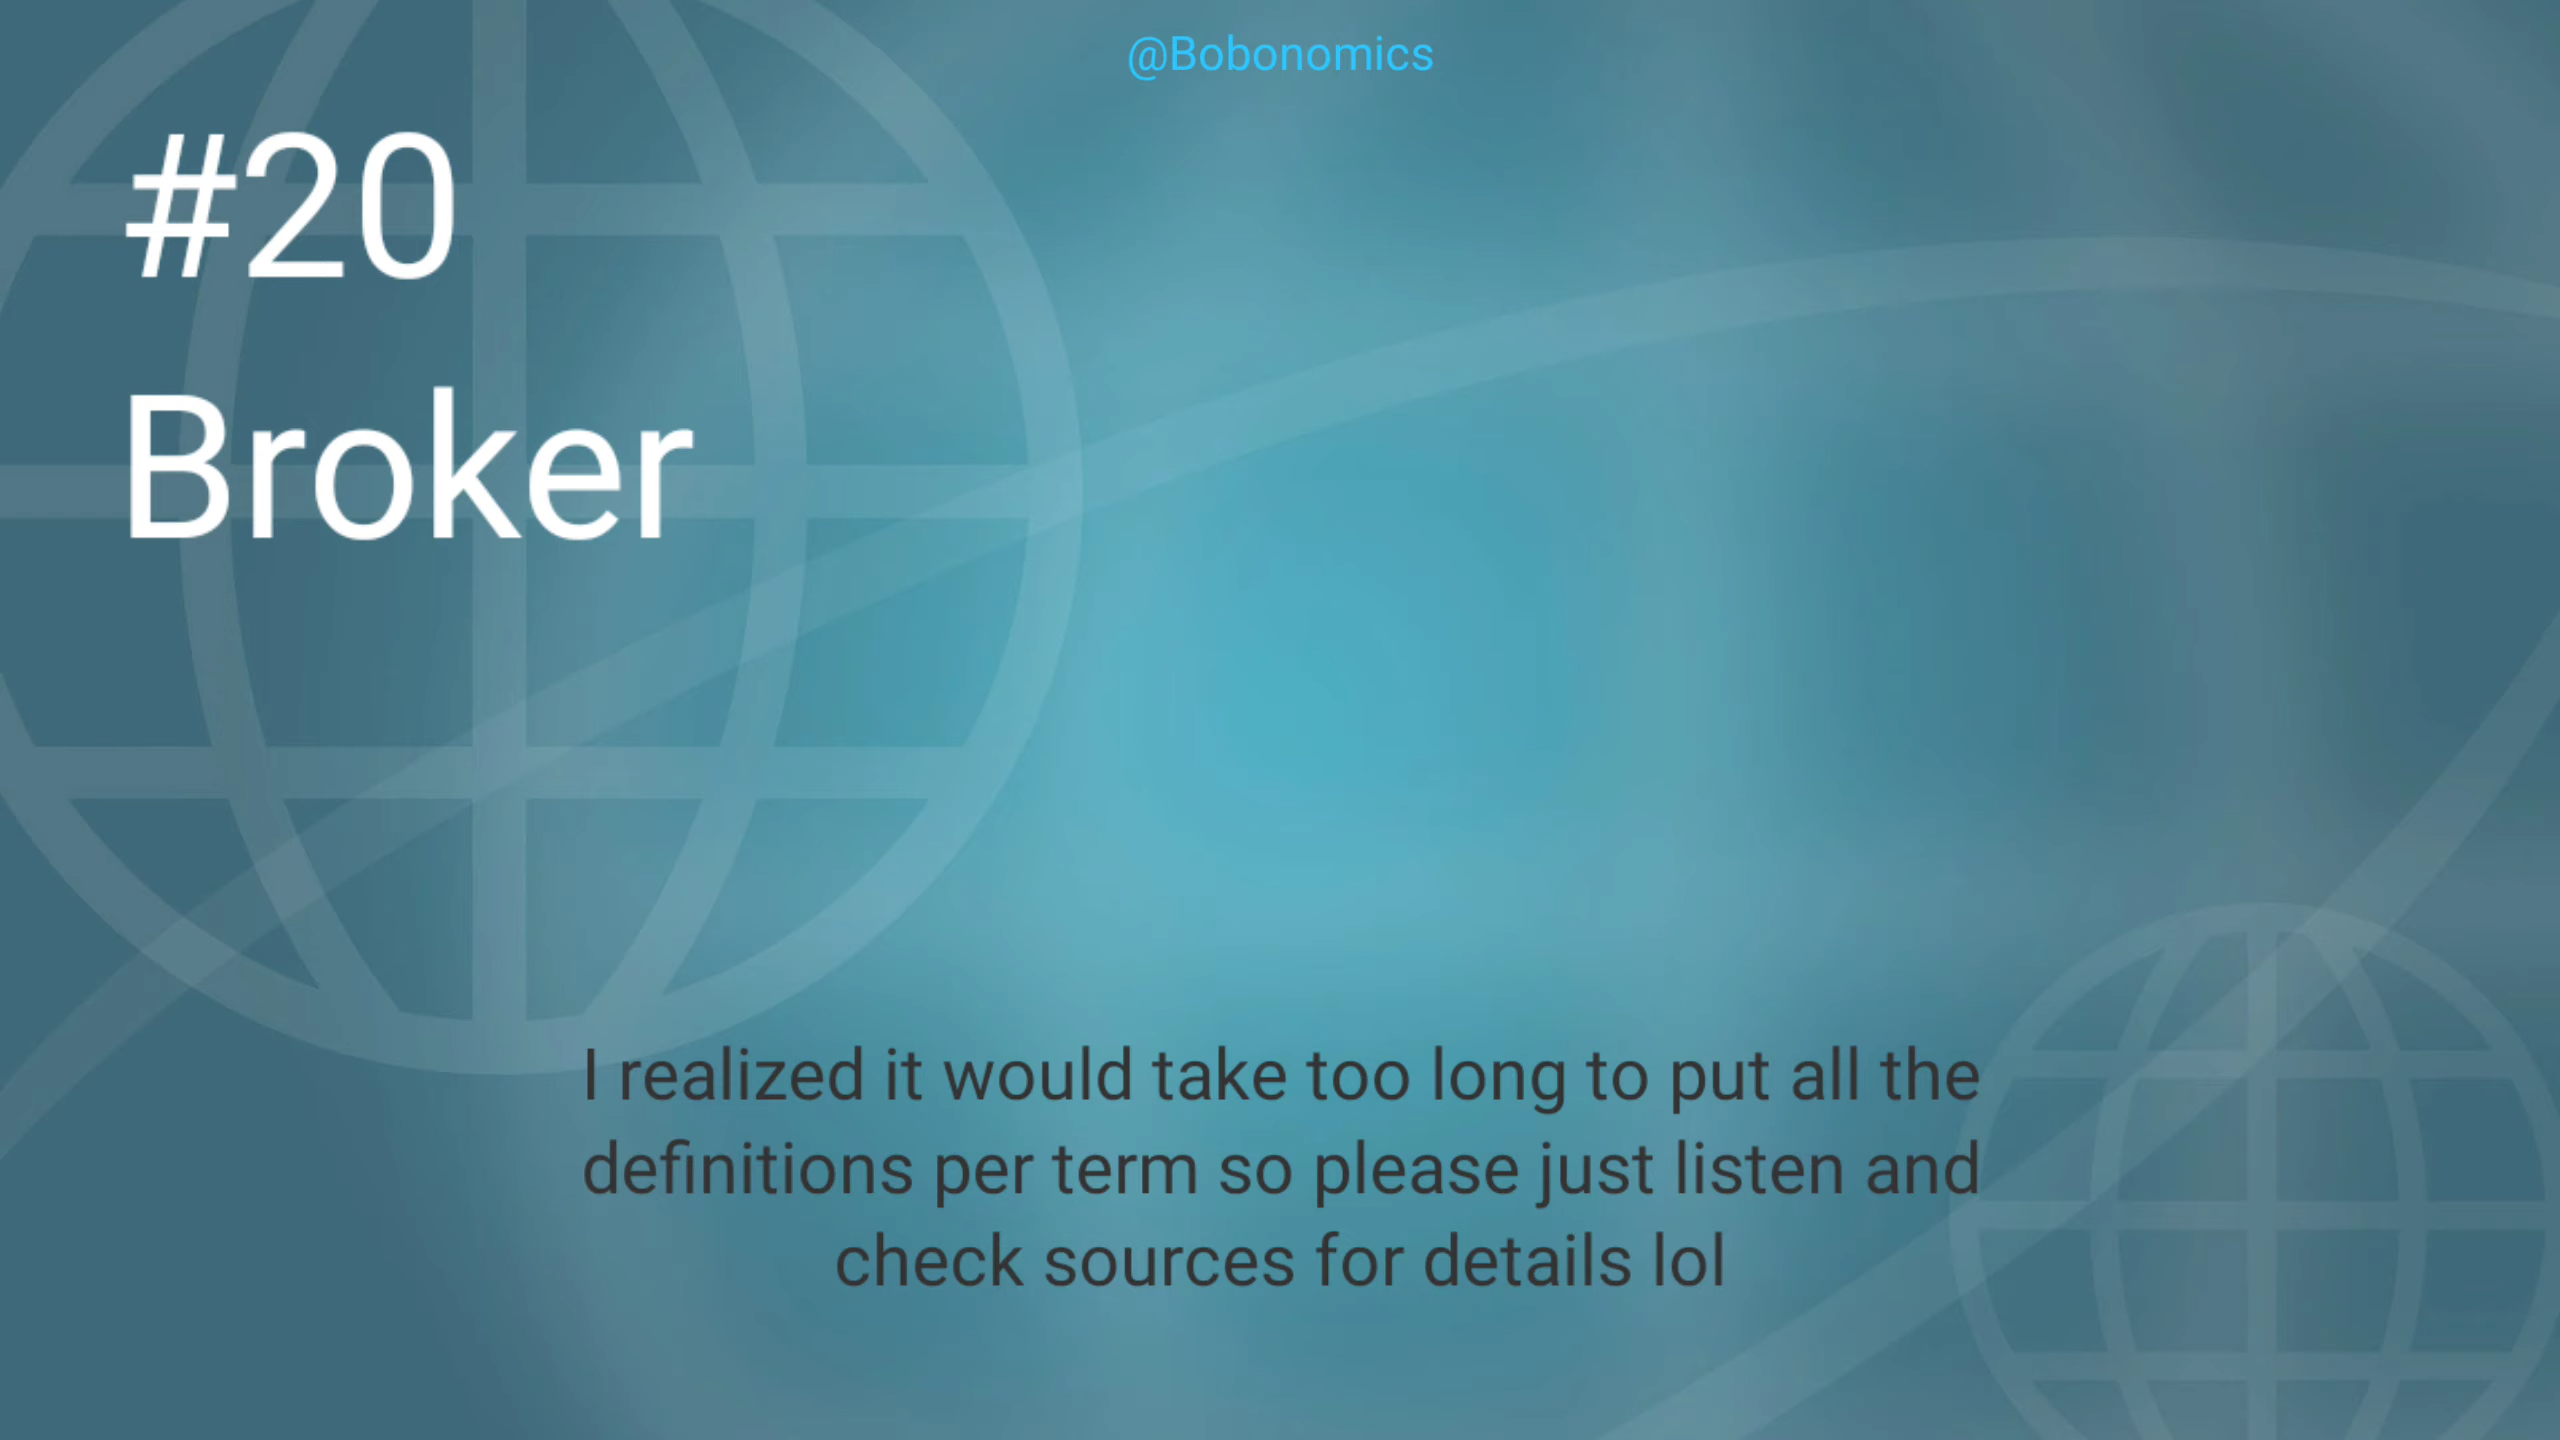 @Bobonomics
#20
Broker
I realized it would take too long to put all the
definitions per term so please just listen and
check sources for details lol